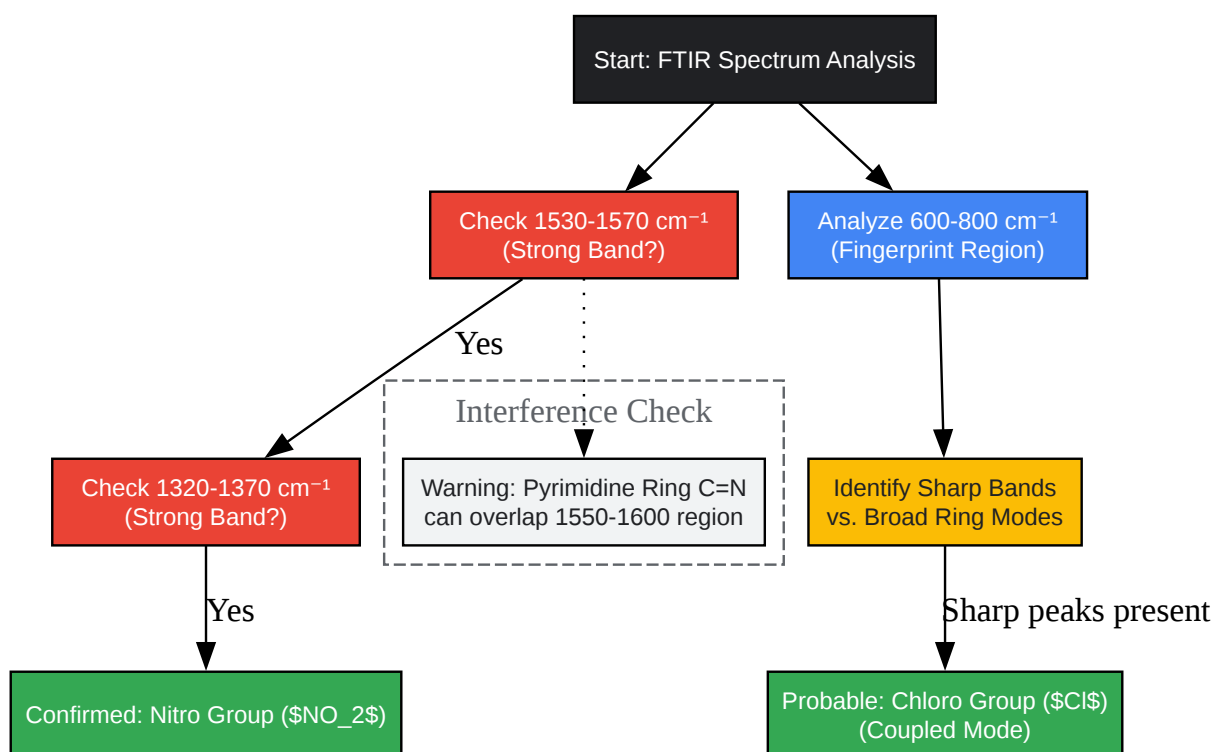 Start: FTIR Spectrum Analysis
Check 1530-1570 cm⁻¹
(Strong Band?)
Analyze 600-800 cm⁻¹
(Fingerprint Region)
Yes
Interference Check
Check 1320-1370 cm⁻¹
(Strong Band?)
Warning: Pyrimidine Ring C=N
can overlap 1550-1600 region
Identify Sharp Bands
vs. Broad Ring Modes
Yes
Sharp peaks present
Confirmed: Nitro Group ($NO_2$)
Probable: Chloro Group ($Cl$)
(Coupled Mode)